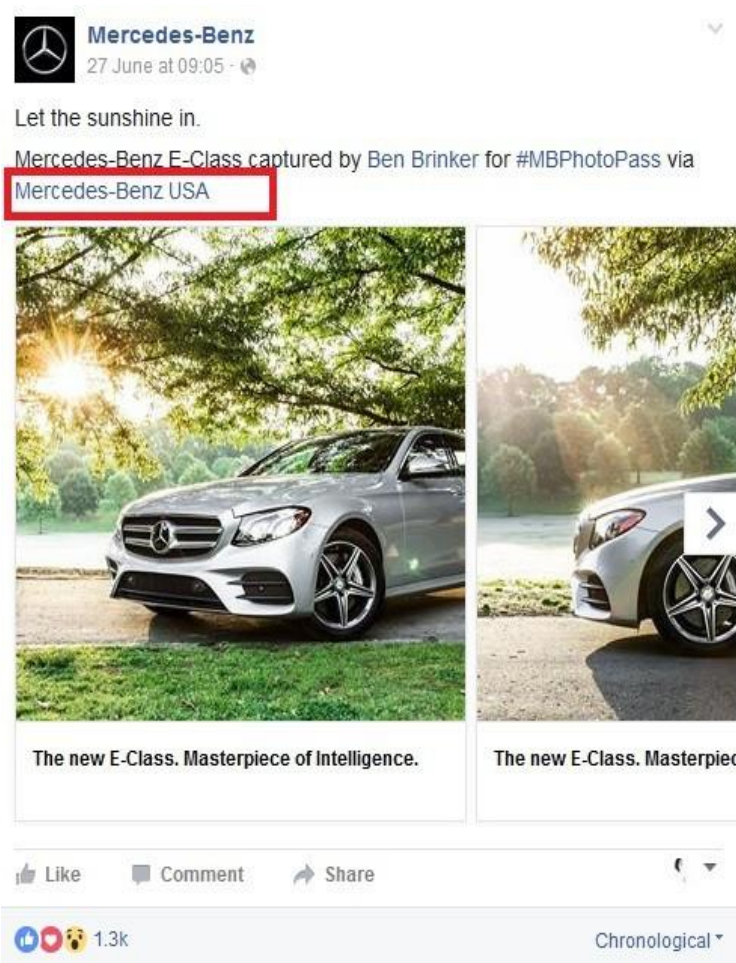 Mercedes-Benz
27 June at 09:05 ·
Let the sunshine in.
Mercedes-Benz E-Class captured by Ben Brinker for #MBPhotoPass via
Mercedes-Benz USA
The new E-Class. Masterpiece of Intelligence.
The new E-Class. Masterpiec
Like Comment Share
1.3k Chronological